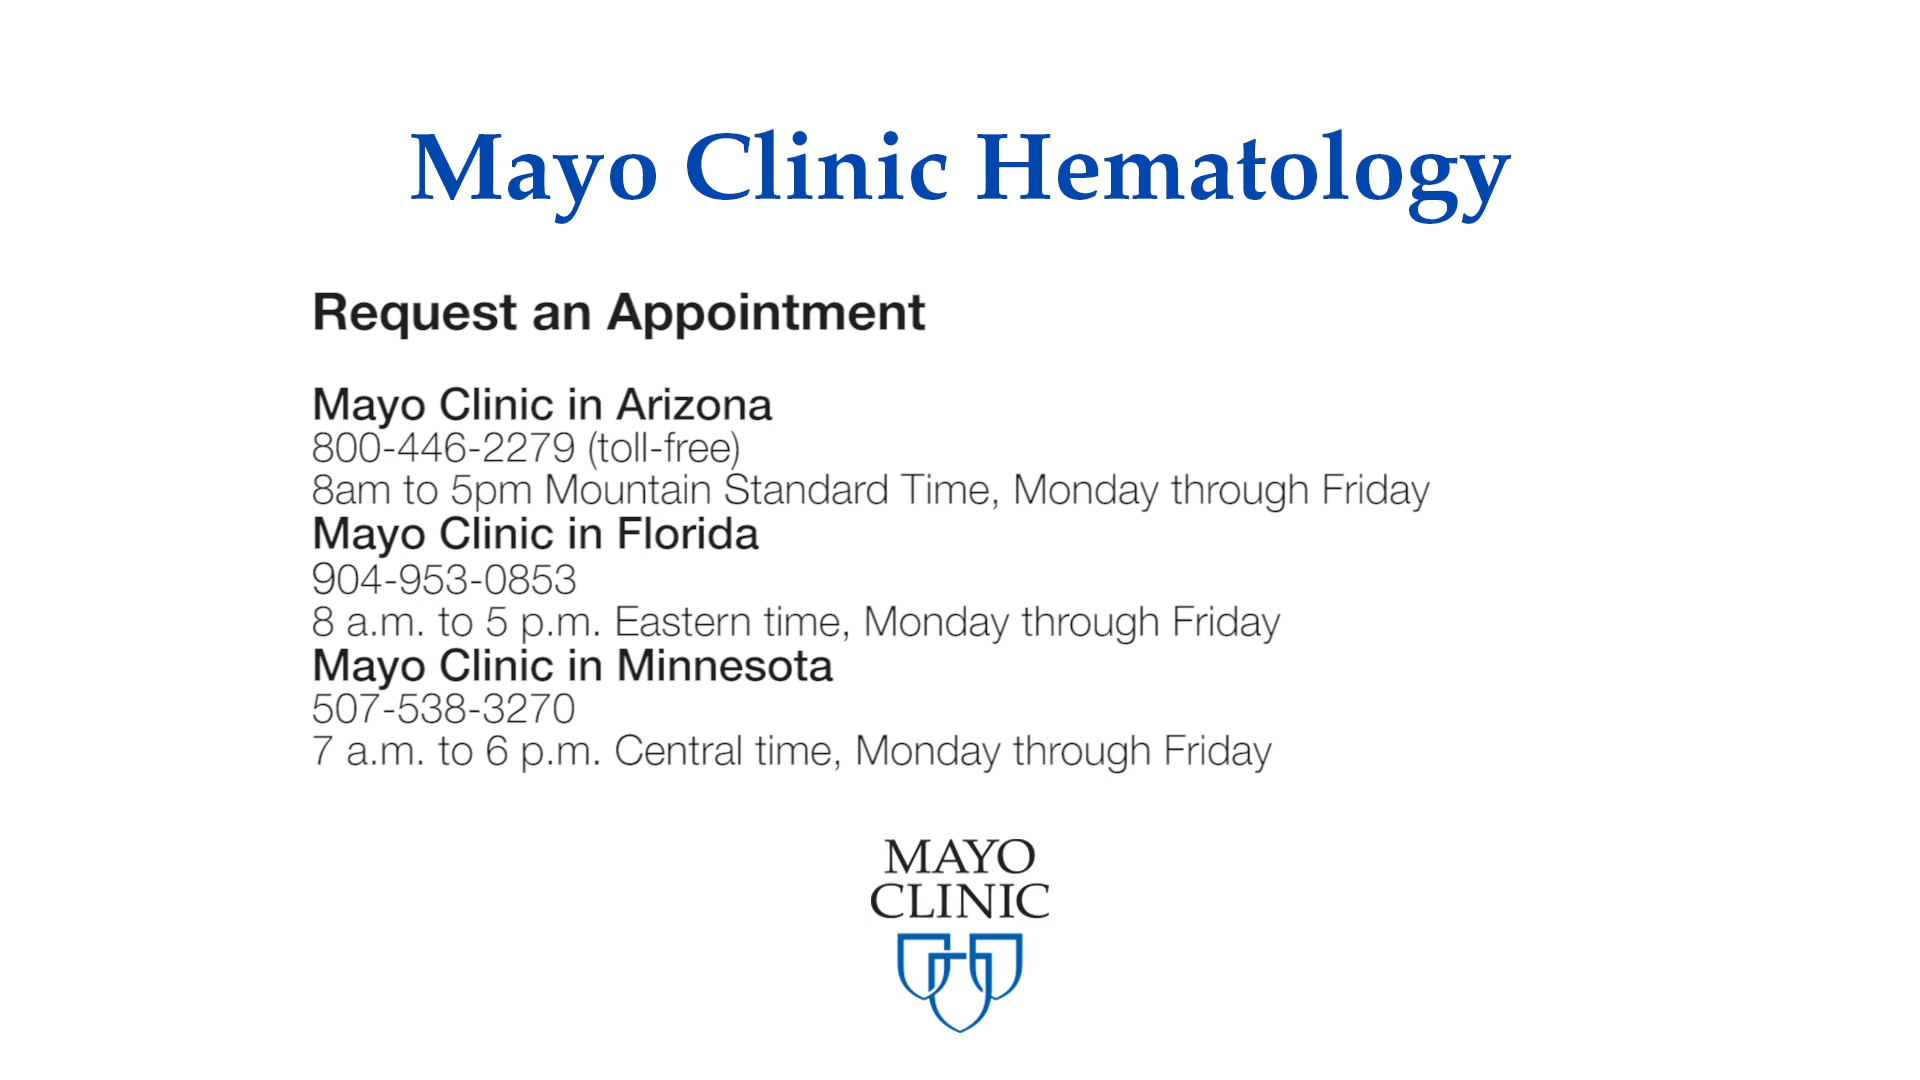 Mayo Clinic Hematology
Request an Appointment
Mayo Clinic in Arizona
800-446-2279 (toll-free)
8am to 5pm Mountain Standard Time, Monday through Friday
Mayo Clinic in Florida
904-953-0853
8 a.m. to 5 p.m. Eastern time, Monday through Friday
Mayo Clinic in Minnesota
507-538-3270
7 a.m. to 6 p.m. Central time, Monday through Friday
MAYO
CLINIC